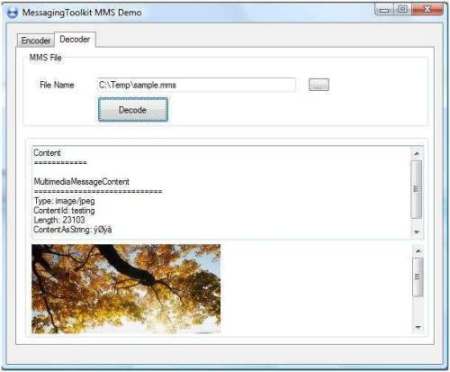 MessagingToolkit MMS Demo
Encoder Decoder
MMS File
File Name C:\Temp\sample.mms ...
Decode
Content
============
MultimediaMessageContent
============================
Type: image/jpeg
ContentId: testing
Length: 23103
ContentAsString: ÿØÿà